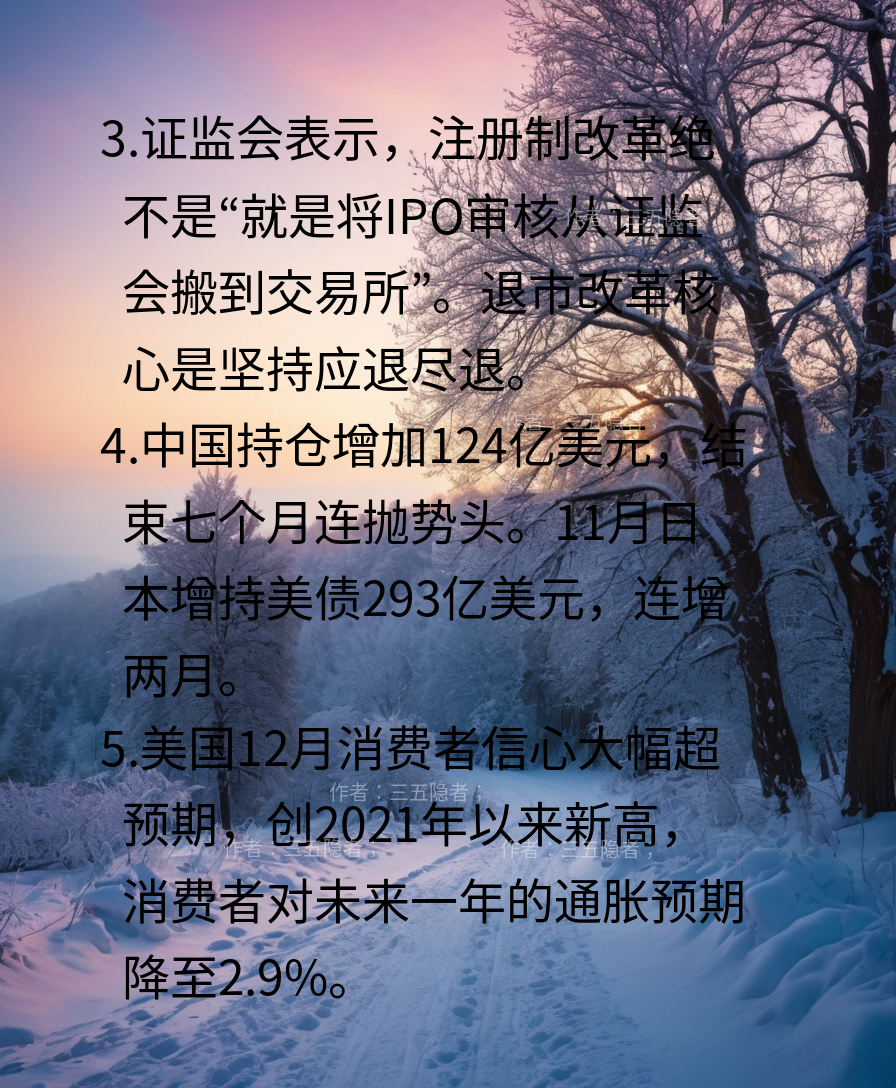 3.证监会表示，注册制改革绝
不是“就是将IPO审核从证监
作者：三五隐者；
会搬到交易所”。退市改革核
心是坚持应退尽退。
作者：三五隐者；
4.中国持仓增加124亿美元，结
束七个月连抛势头。11月日
本增持美债293亿美元，连增
两月。
5.美国12月消费者信心大幅超
作者：三五隐者；
预期，创2021年以来新高，
作者：三五隐者；
作者：三五隐者；
消费者对未来一年的通胀预期
降至2.9%。